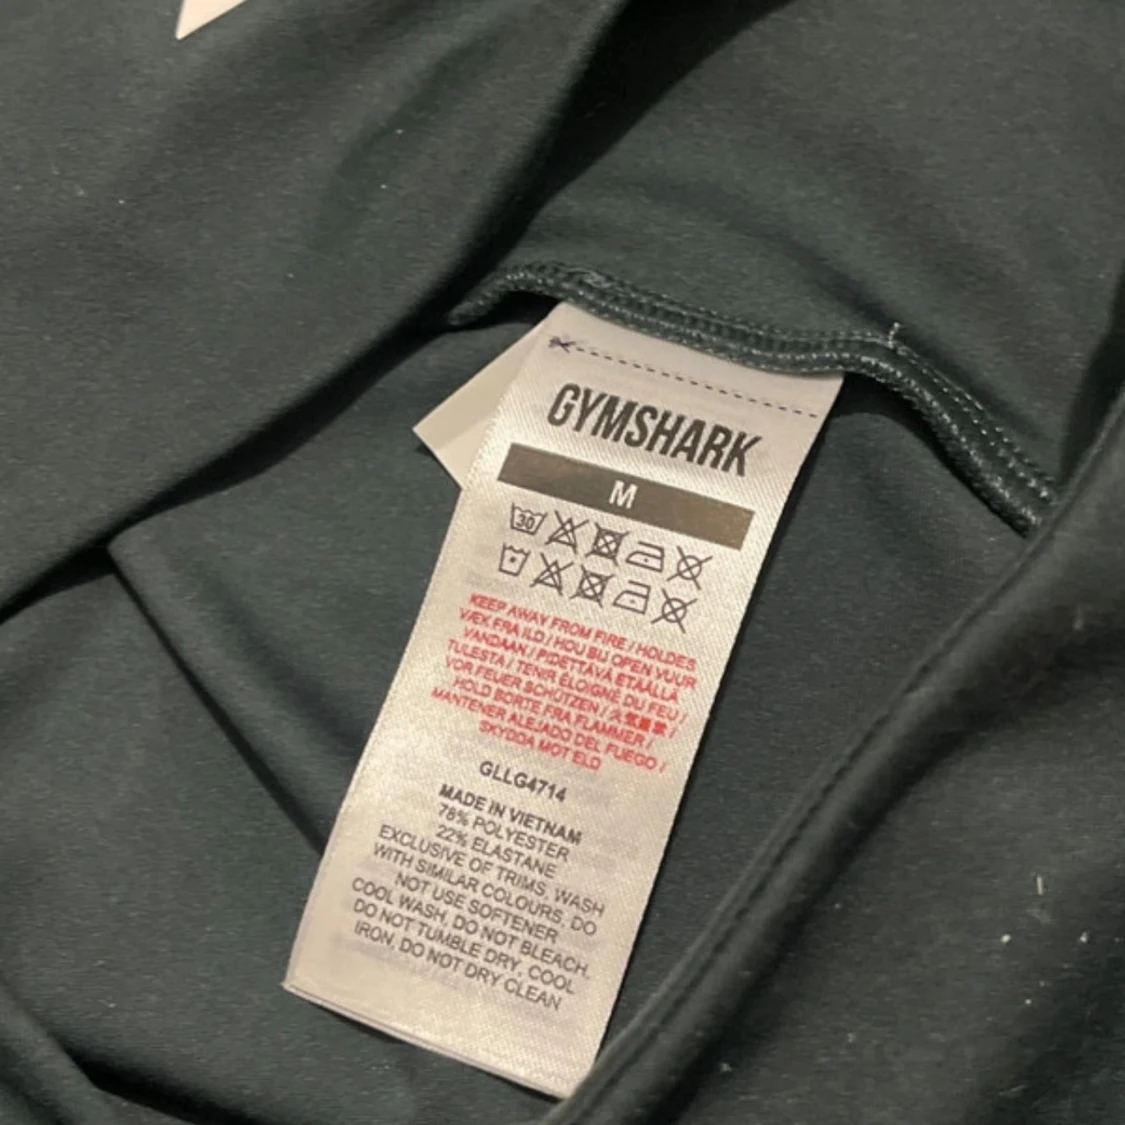 GYMSHARK
M
30
KEEP AWAY FROM FIRE / HOLDES
VÆK FRA ILD / HOU BIJ OPEN VUUR
VANDAAN / PIDETTÄVÄ ETÄÄLLÄ
TULESTA / TENIR ÉLOIGNÉ DU FEU /
VOR FEUER SCHÜTZEN /
HOLD BORTE FRA FLAMMER /
MANTENER ALEJADO DEL FUEGO /
SKYDDA MOT ELD
GLLG4714
MADE IN VIETNAM
78% POLYESTER
22% ELASTANE
EXCLUSIVE OF TRIMS, WASH
WITH SIMILAR COLOURS, DO
NOT USE SOFTENER
COOL WASH, DO NOT BLEACH,
DO NOT TUMBLE DRY, COOL
IRON, DO NOT DRY CLEAN